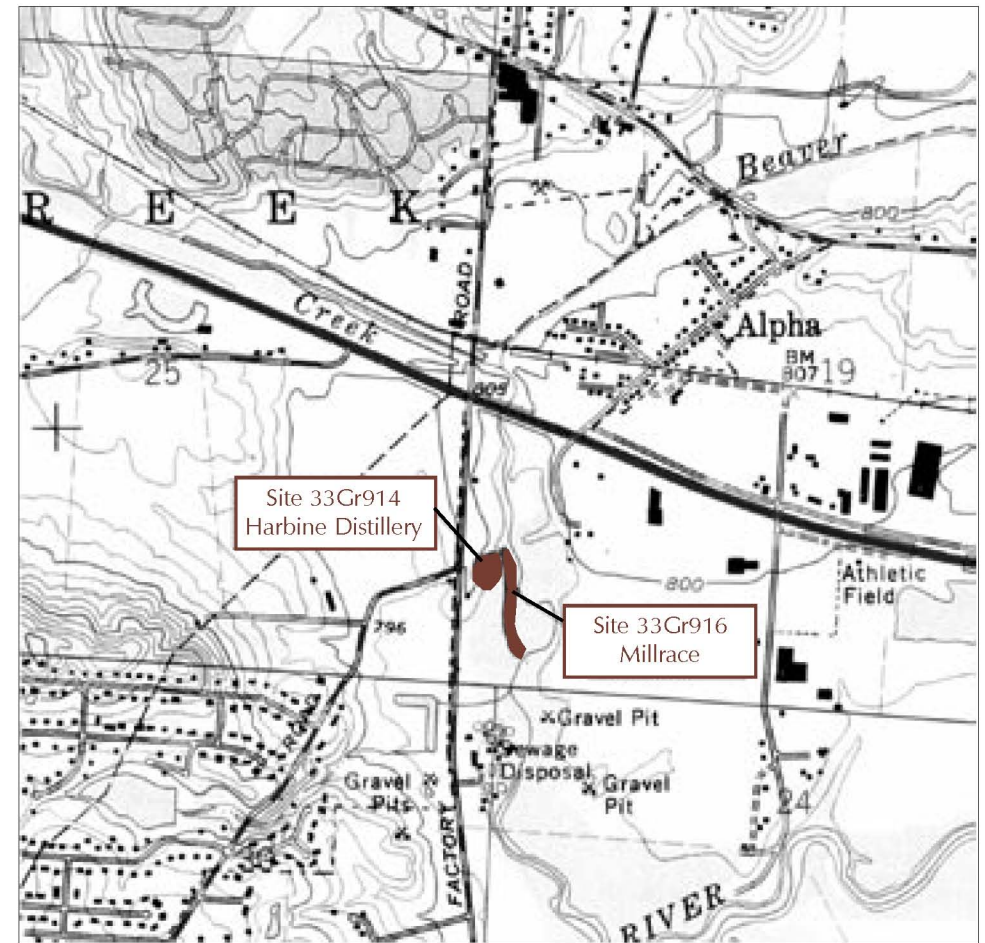 Beaver
R E E K
800
ROAD
Creek
Alpha
BM
807
19
25
805
Site 33Gr914
Harbine Distillery
Athletic
Field
800
Site 33Gr916
Millrace
796
ROAD
Gravel Pit
Sewage
Disposal
Gravel
Pits
Gravel
Pit
24
FACTORY
RIVER